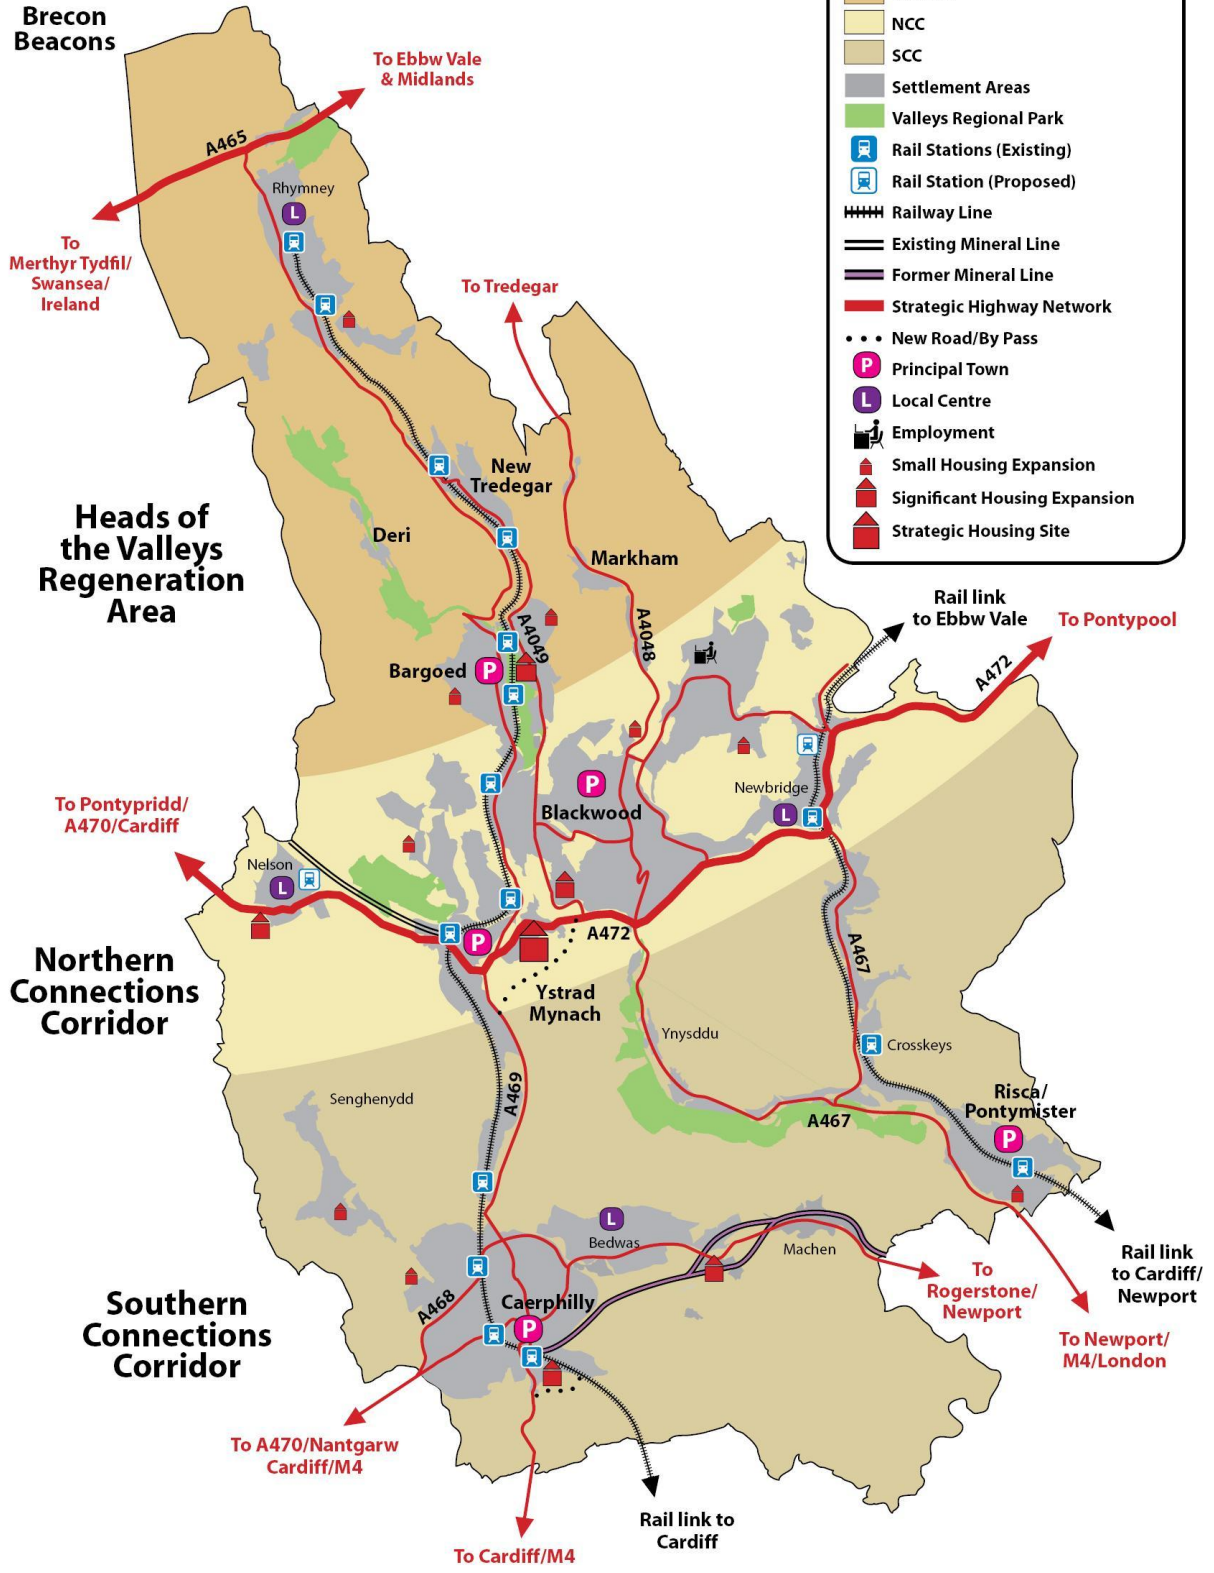 Brecon
Beacons
To Ebbw Vale
& Midlands
A465
Rhymney
L
To
Merthyr Tydfil/
Swansea/
Ireland
To Tredegar
NCC
SCC
Settlement Areas
Valleys Regional Park
Rail Stations (Existing)
Rail Station (Proposed)
Railway Line
Existing Mineral Line
Former Mineral Line
Strategic Highway Network
New Road/By Pass
P Principal Town
L Local Centre
Employment
Small Housing Expansion
Significant Housing Expansion
Strategic Housing Site
New
Tredegar
Heads of
the Valleys
Regeneration
Area
Deri
Markham
Rail link
to Ebbw Vale
To Pontypool
A4049
A4048
A472
Bargoed
P
P
Blackwood
Newbridge
L
To Pontypridd/
A470/Cardiff
Nelson
L
P
A472
A467
Northern
Connections
Corridor
Ystrad
Mynach
Ynysddu
Crosskeys
Senghenydd
A469
Risca/
Pontymister
P
A467
L
Bedwas
Machen
Rail link
to Cardiff/
Newport
To
Rogerstone/
Newport
To Newport/
M4/London
Southern
Connections
Corridor
A468
Caerphilly
P
To A470/Nantgarw
Cardiff/M4
Rail link to
Cardiff
To Cardiff/M4